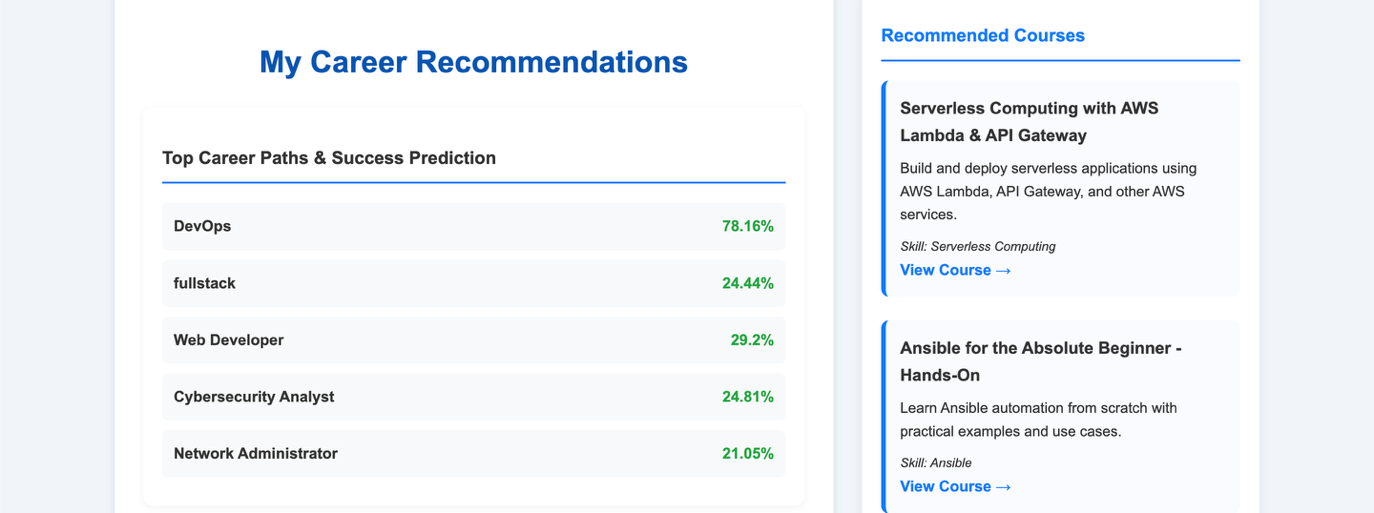 My Career Recommendations
Top Career Paths & Success Prediction
DevOps 78.16%
fullstack 24.44%
Web Developer 29.2%
Cybersecurity Analyst 24.81%
Network Administrator 21.05%
Recommended Courses
Serverless Computing with AWS
Lambda & API Gateway
Build and deploy serverless applications using
AWS Lambda, API Gateway, and other AWS
services.
Skill: Serverless Computing
View Course →
Ansible for the Absolute Beginner -
Hands-On
Learn Ansible automation from scratch with
practical examples and use cases.
Skill: Ansible
View Course →